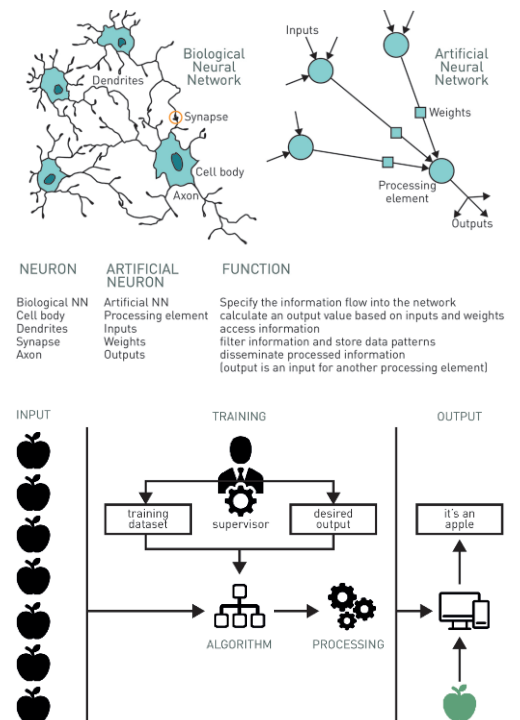 Biological
Neural
Network
Dendrites
Synapse
Cell body
Axon
Inputs
Artificial
Neural
Network
Weights
Processing
element
Outputs
NEURON ARTIFICIAL NEURON FUNCTION
Biological NN Artificial NN Specify the information flow into the network
Cell body Processing element calculate an output value based on inputs and weights
Dendrites Inputs access information
Synapse Weights filter information and store data patterns
Axon Outputs disseminate processed information
(output is an input for another processing element)
INPUT TRAINING OUTPUT
training
dataset
supervisor
desired
output
it's an
apple
ALGORITHM PROCESSING